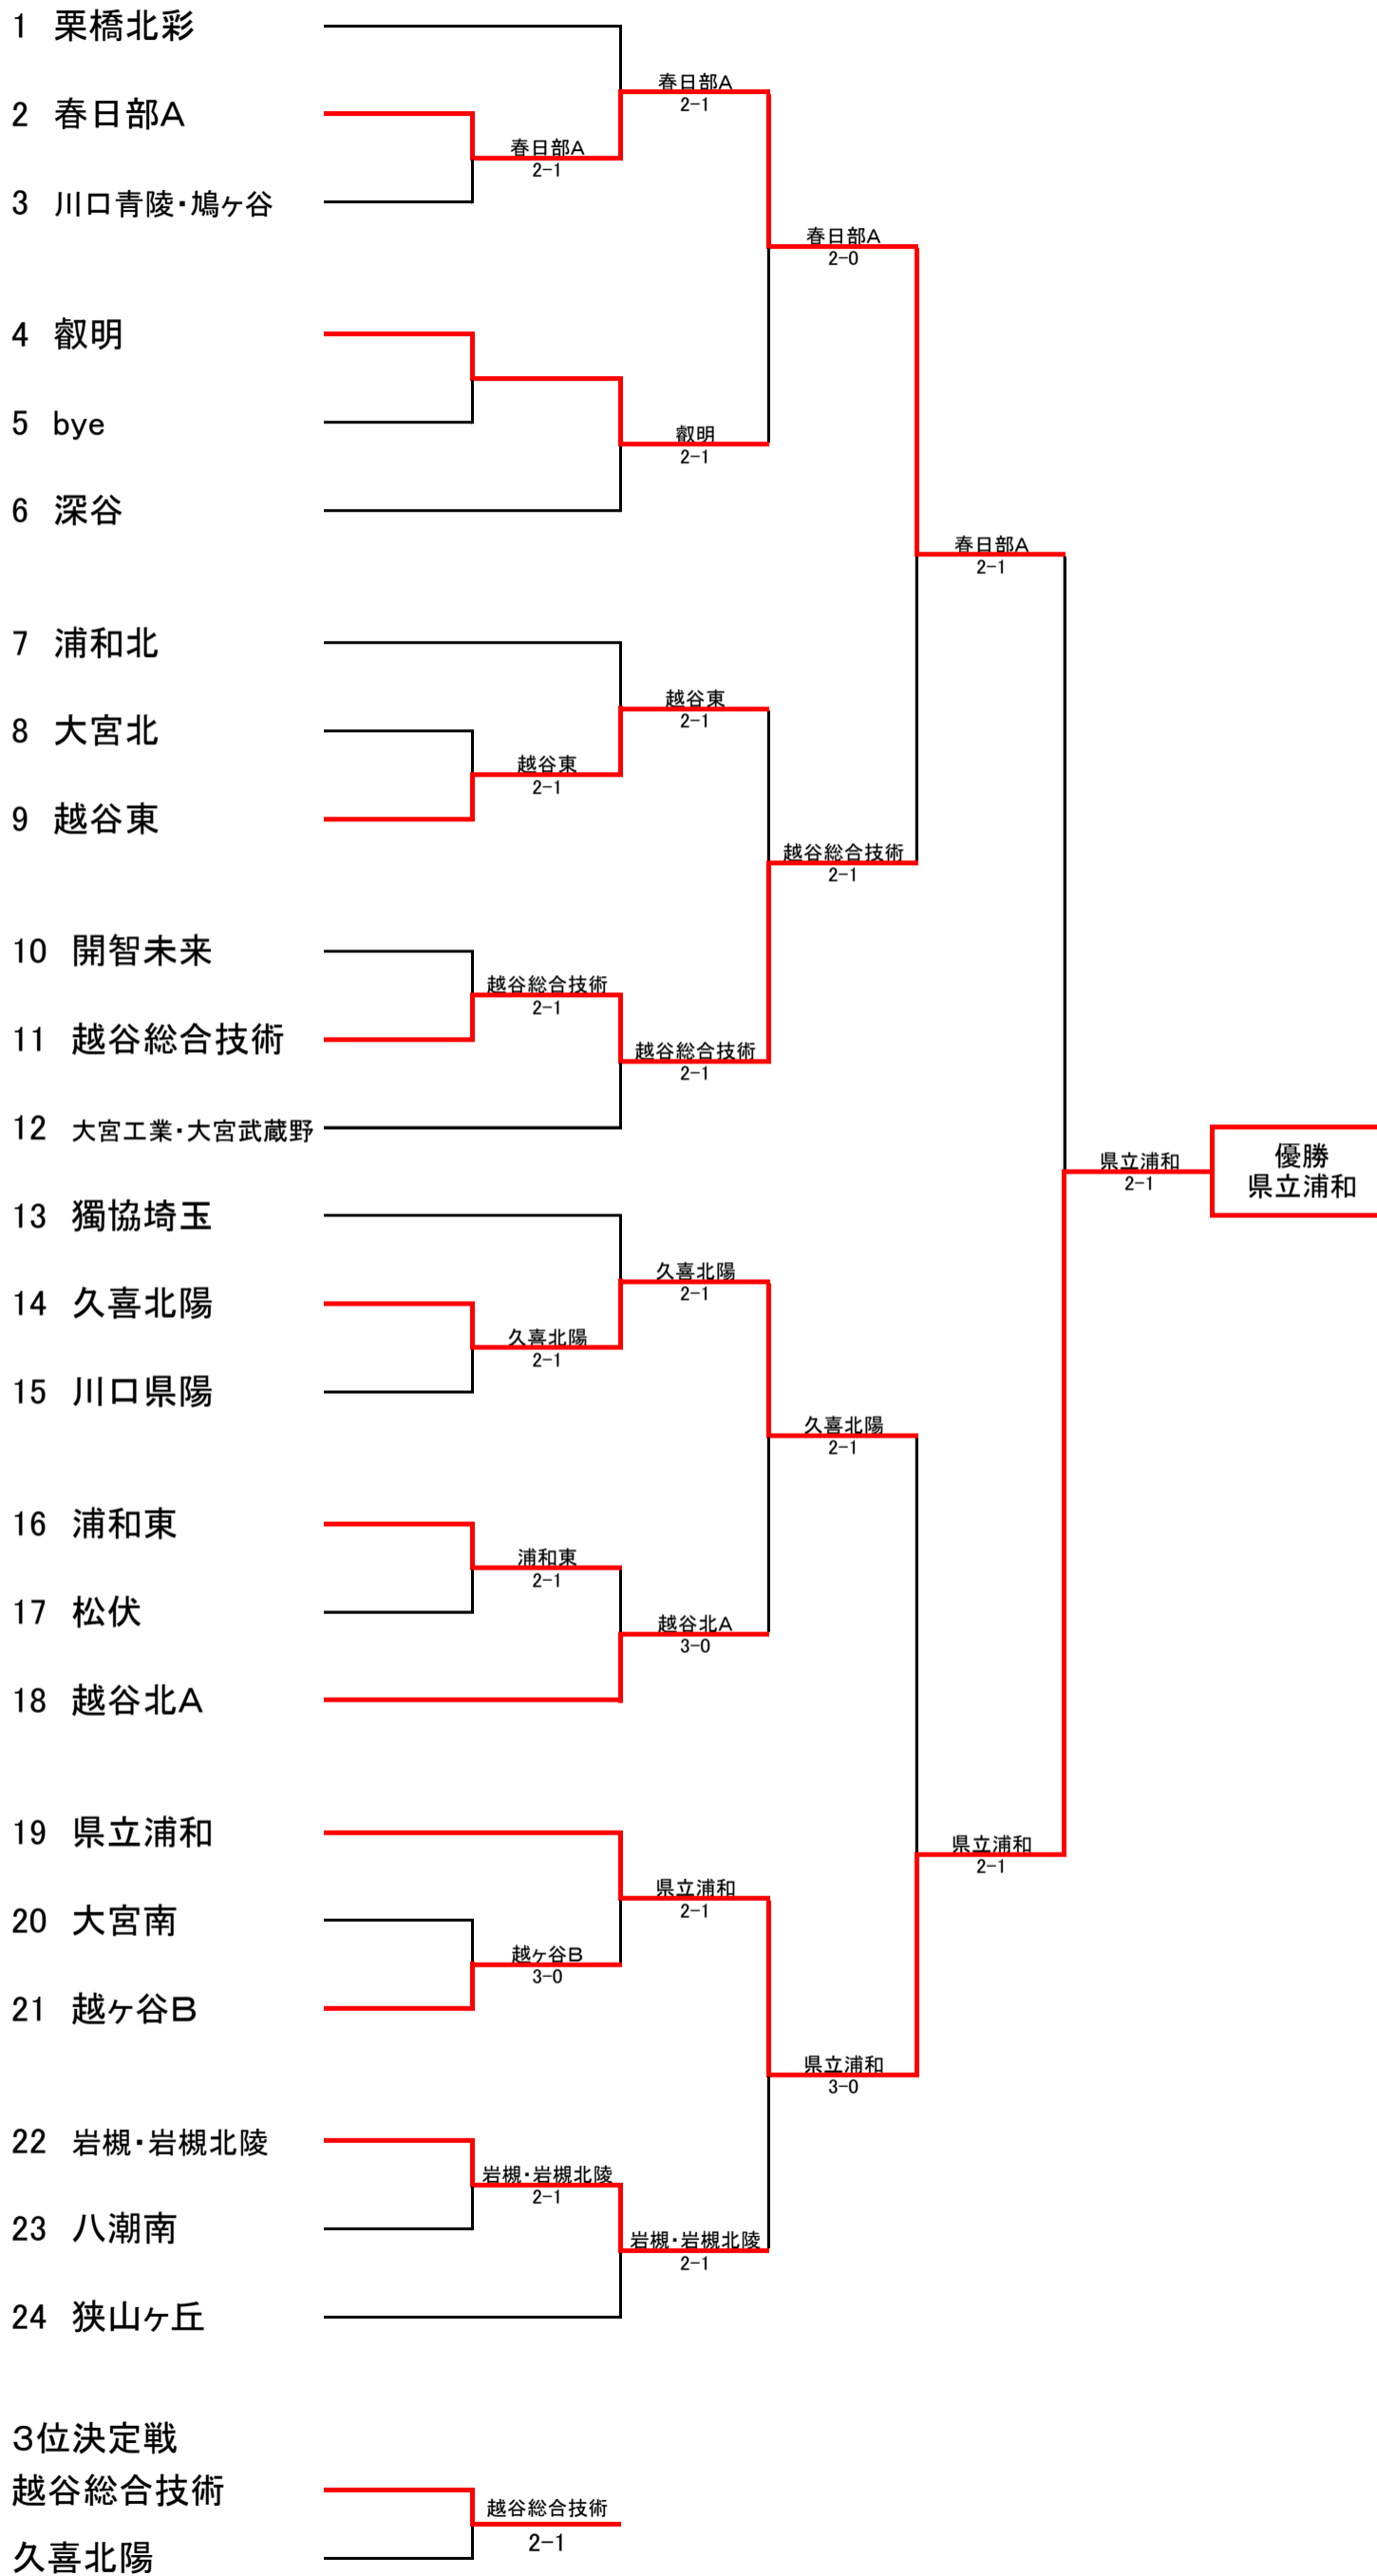 1 栗橋北彩
春日部A
2-1
2 春日部A
春日部A
2-1
3 川口青陵・鳩ヶ谷
春日部A
2-0
4 叡明
5 bye
叡明
2-1
6 深谷
春日部A
2-1
7 浦和北
越谷東
2-1
8 大宮北
越谷東
2-1
9 越谷東
越谷総合技術
2-1
10 開智未来
越谷総合技術
2-1
11 越谷総合技術
越谷総合技術
2-1
12 大宮工業・大宮武蔵野
県立浦和
2-1
優勝
県立浦和
13 獨協埼玉
久喜北陽
2-1
14 久喜北陽
久喜北陽
2-1
15 川口県陽
久喜北陽
2-1
16 浦和東
浦和東
2-1
17 松伏
越谷北A
3-0
18 越谷北A
19 県立浦和
県立浦和
2-1
県立浦和
2-1
20 大宮南
越ヶ谷B
3-0
21 越ヶ谷B
県立浦和
3-0
22 岩槻・岩槻北陵
岩槻・岩槻北陵
2-1
23 八潮南
岩槻・岩槻北陵
2-1
24 狭山ヶ丘
3位決定戦
越谷総合技術
越谷総合技術
2-1
久喜北陽